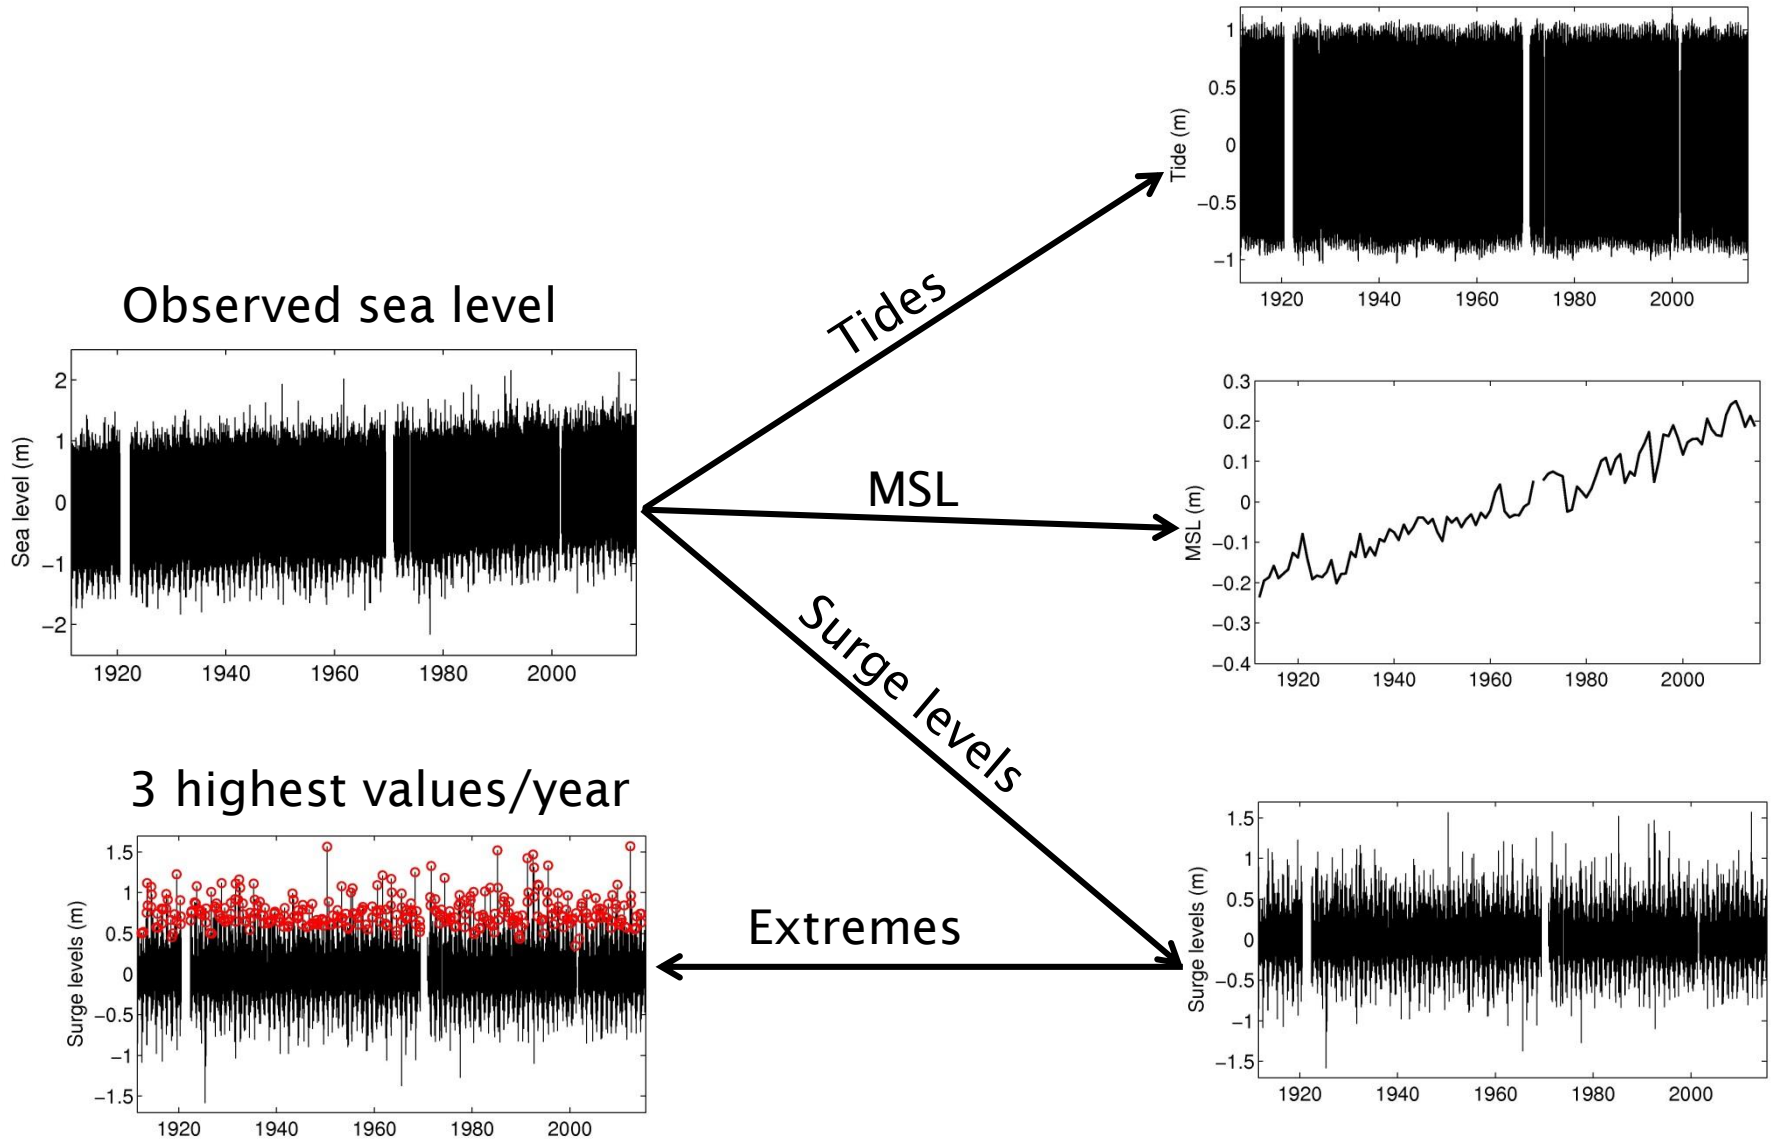 Observed sea level
Sea level (m)
2
1
0
−1
−2
1920 1940 1960 1980 2000
3 highest values/year
Surge levels (m)
1.5
1
0.5
0
−0.5
−1
−1.5
1920 1940 1960 1980 2000
Tides
MSL
Surge levels
Extremes
Tide (m)
1
0.5
0
−0.5
−1
1920 1940 1960 1980 2000
MSL (m)
0.3
0.2
0.1
0
−0.1
−0.2
−0.3
−0.4
1920 1940 1960 1980 2000
Surge levels (m)
1.5
1
0.5
0
−0.5
−1
−1.5
1920 1940 1960 1980 2000